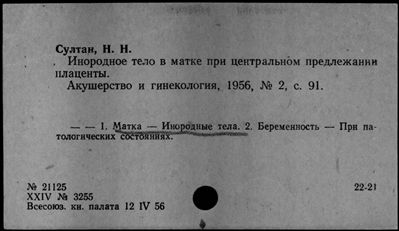 Султан, Н. Н.
Инородное тело в матке при центральном предлежании
плаценты.
Акушерство и гинекология, 1956, № 2, с. 91.
— — 1. Матка — Инородные тела. 2. Беременность — При па-
тологических состояниях.
№ 21125 22-21
XXIV № 3255
Всесоюз. кн. палата 12 IV 56